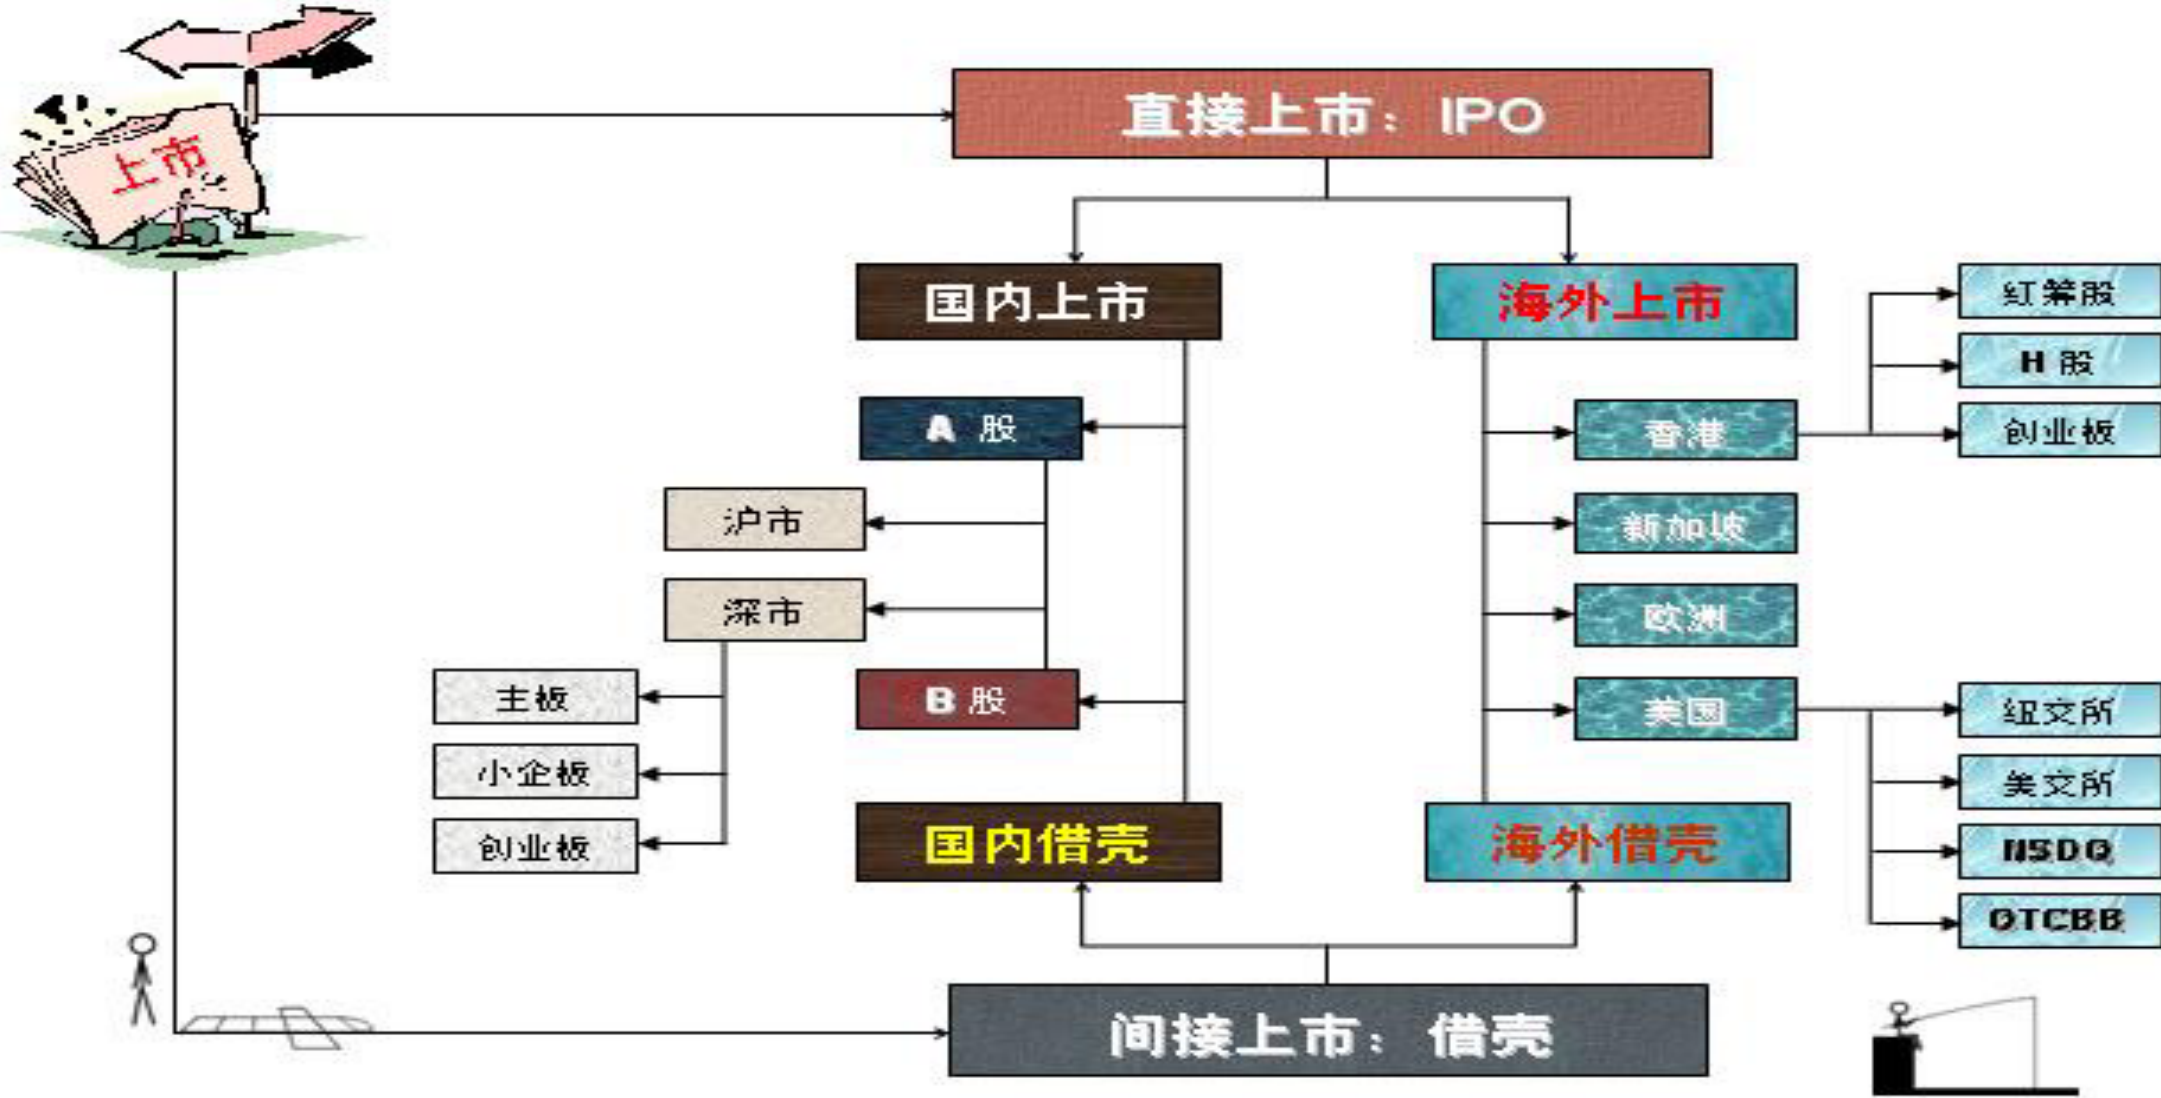 上市
直接上市：IPO
国内上市
海外上市
红筹股
H 股
创业板
A 股
香港
沪市
新加坡
深市
欧洲
主板
B 股
美国
纽交所
小企板
美交所
创业板
国内借壳
海外借壳
NSDQ
OTCBB
间接上市：借壳